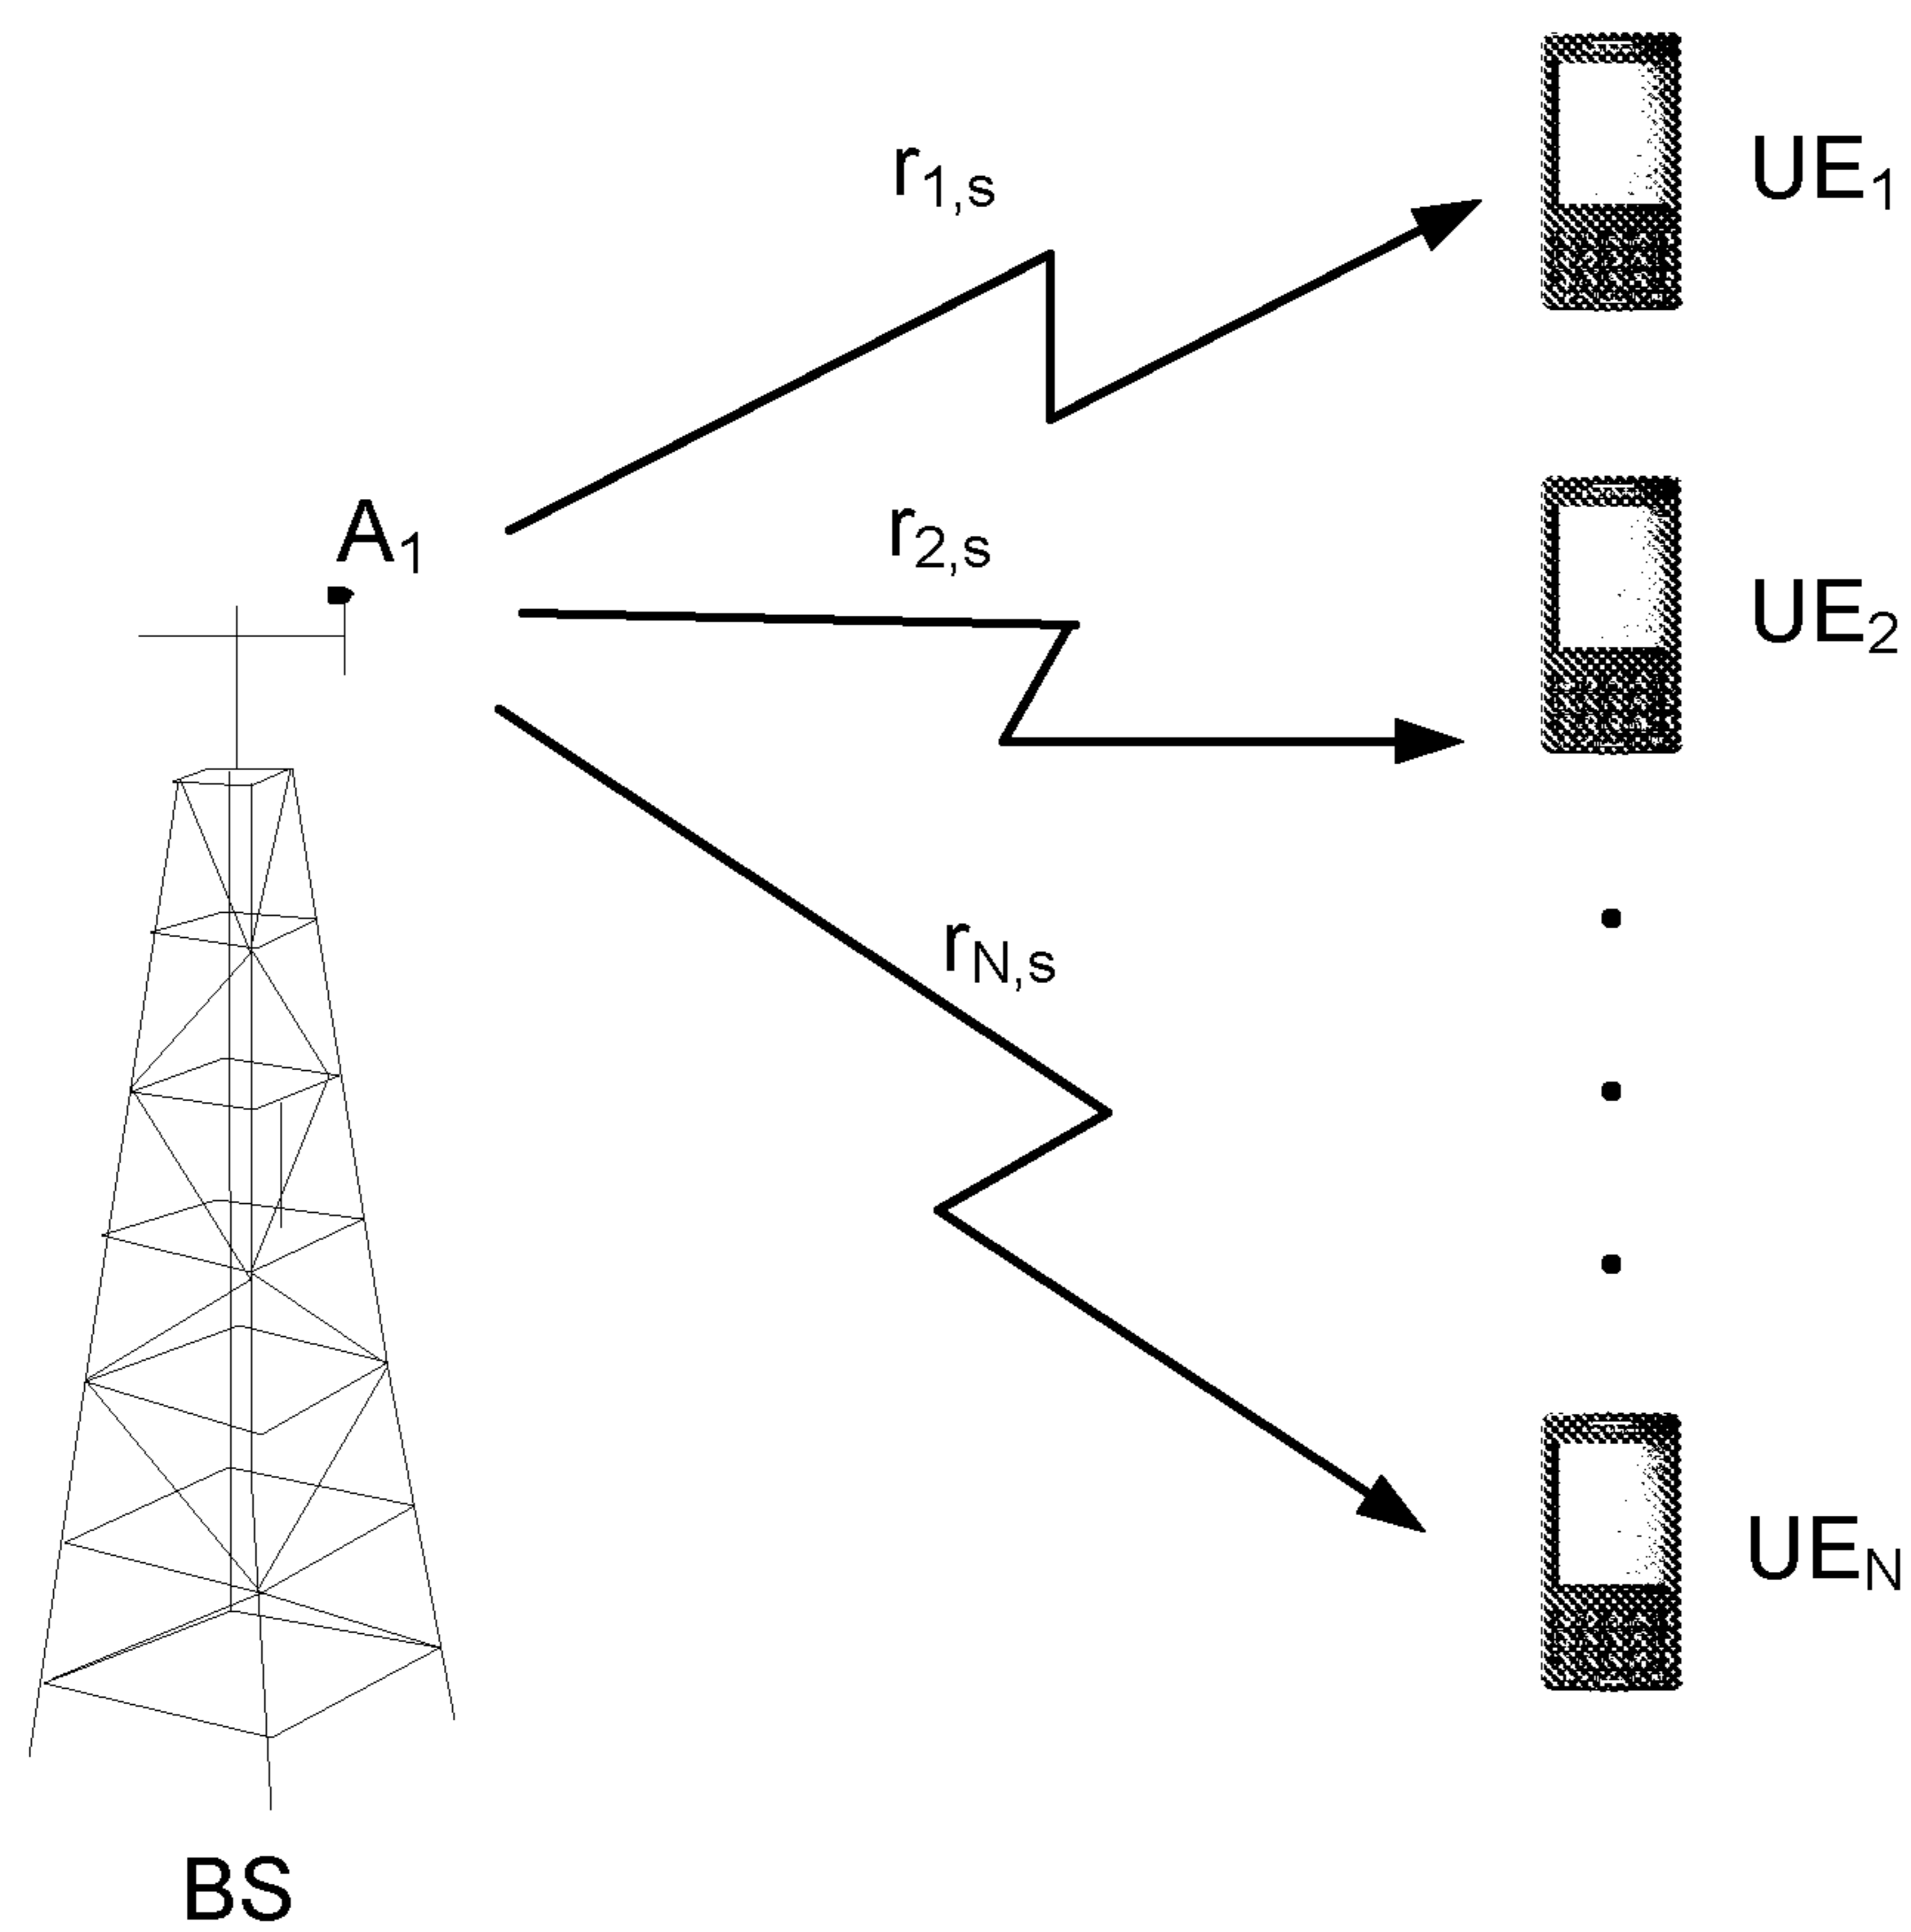 r1,s
UE1
A1
r2,s
UE2
rN,s
UEN
BS